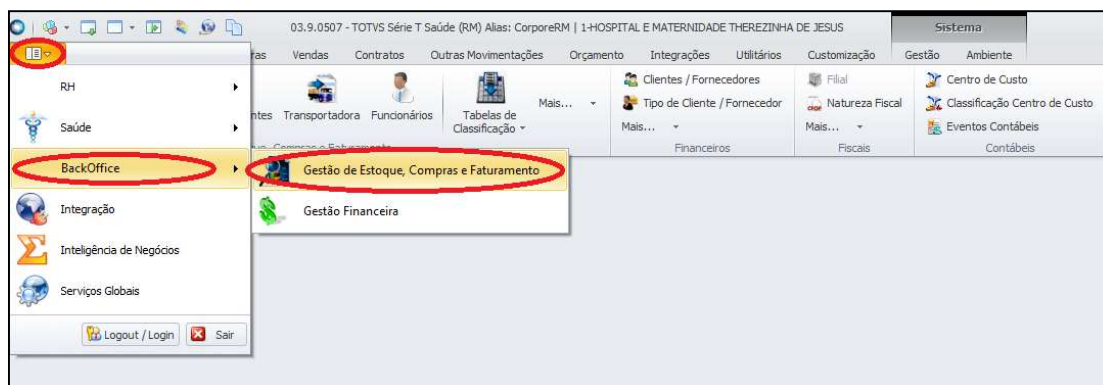 03.9.0507 - TOTVS Série T Saúde (RM) Alias: CorporeRM | 1-HOSPITAL E MATERNIDADE THEREZINHA DE JESUS
Sistema
ras Vendas Contratos Outras Movimentações Orçamento Integrações Utilitários Customização Gestão Ambiente
RH
Saúde
BackOffice
Integração
Inteligência de Negócios
Serviços Globais
Logout / Login Sair
ntes Transportadora Funcionários
Tabelas de
Classificação
Mais...
Clientes / Fornecedores
Tipo de Cliente / Fornecedor
Mais...
Financeiros
Filial
Natureza Fiscal
Mais...
Fiscais
Centro de Custo
Classificação Centro de Custo
Eventos Contábeis
Contábeis
Gestão de Estoque, Compras e Faturamento
Gestão Financeira